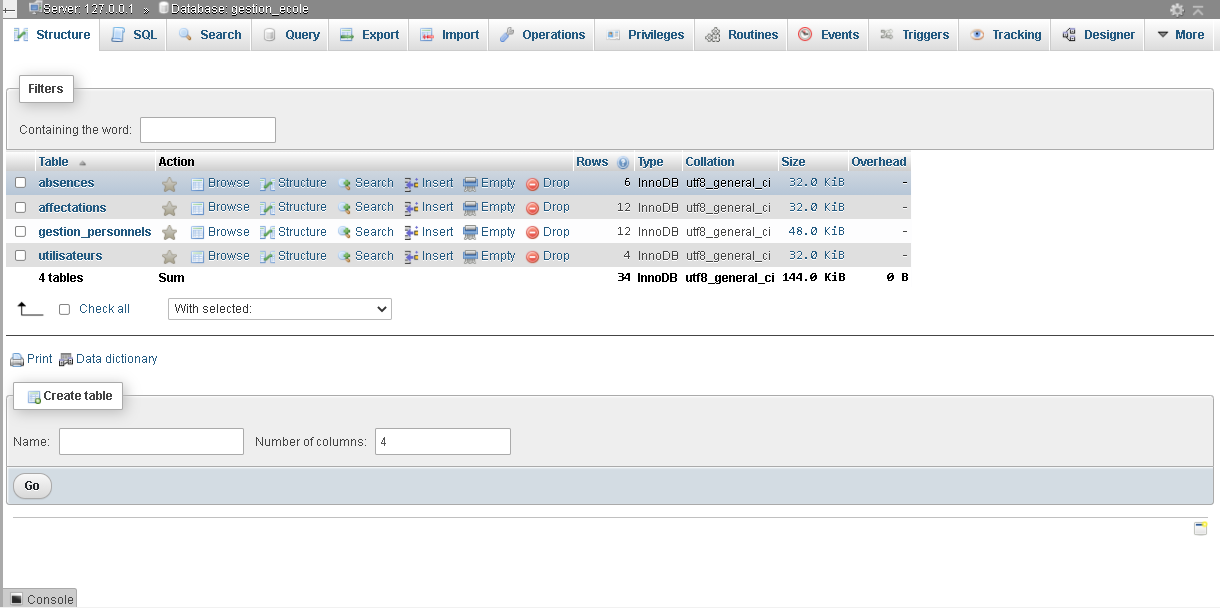 Server: 127.0.0.1 » Database: gestion_ecole
Structure SQL Search Query Export Import Operations Privileges Routines Events Triggers Tracking Designer More
Filters
Containing the word:
Table Action Rows Type Collation Size Overhead
absences Browse Structure Search Insert Empty Drop 6 InnoDB utf8_general_ci 32.0 KiB -
affectations Browse Structure Search Insert Empty Drop 12 InnoDB utf8_general_ci 32.0 KiB -
gestion_personnels Browse Structure Search Insert Empty Drop 12 InnoDB utf8_general_ci 48.0 KiB -
utilisateurs Browse Structure Search Insert Empty Drop 4 InnoDB utf8_general_ci 32.0 KiB -
4 tables Sum 34 InnoDB utf8_general_ci 144.0 KiB 0 B
Check all With selected:
Print Data dictionary
Create table
Name: Number of columns: 4
Go
Console